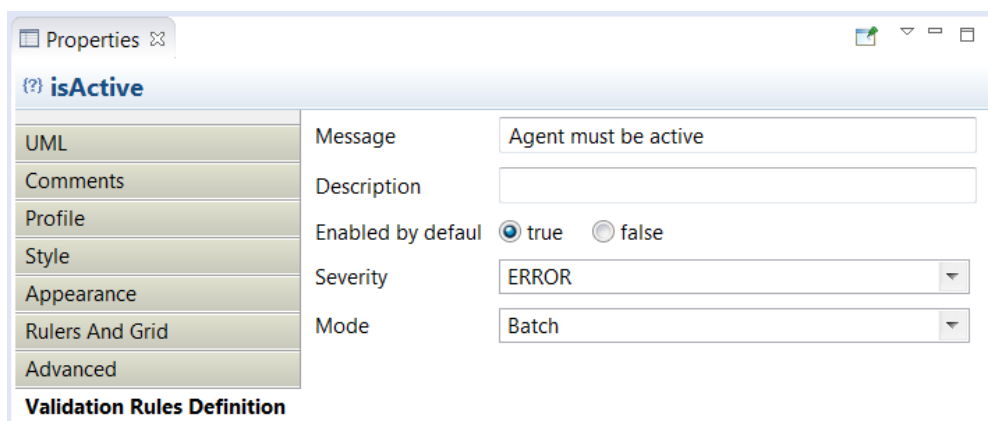 Properties
{?} isActive
UML
Comments
Profile
Style
Appearance
Rulers And Grid
Advanced
Validation Rules Definition
Message Agent must be active
Description
Enabled by defaul true false
Severity ERROR
Mode Batch